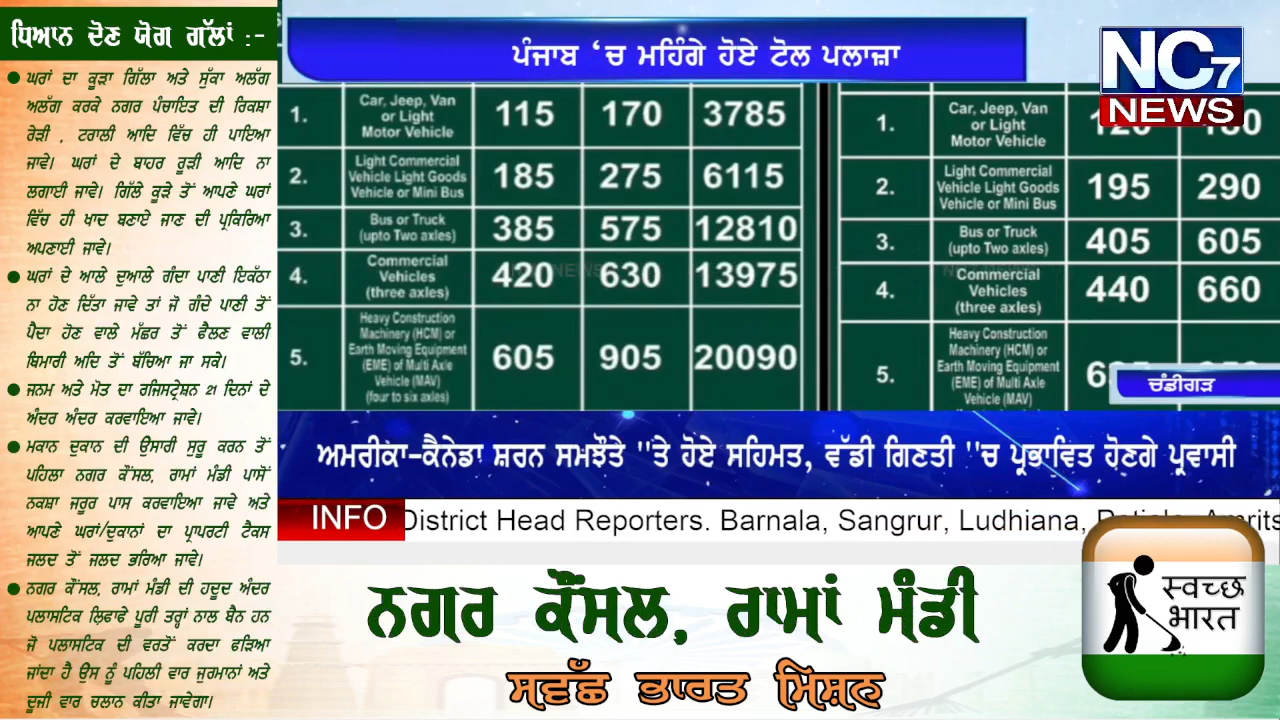 ਧਿਆਨ ਦੇਣ ਯੋਗ ਗੱਲਾਂ :-
● ਘਰਾਂ ਦਾ ਕੂੜਾ ਗਿੱਲਾ ਅਤੇ ਸੁੱਕਾ ਅਲੱਗ
ਅਲੱਗ ਕਰਕੇ ਨਗਰ ਪੰਚਾਇਤ ਦੀ ਰਿਕਸ਼ਾ
ਰੇੜੀ , ਟਰਾਲੀ ਆਦਿ ਵਿੱਚ ਹੀ ਪਾਇਆ
ਜਾਵੇ। ਘਰਾਂ ਦੇ ਬਾਹਰ ਰੂੜੀ ਆਦਿ ਨਾ
ਲਗਾਈ ਜਾਵੇ। ਗਿੱਲੇ ਕੂੜੇ ਤੋਂ ਆਪਣੇ ਘਰਾਂ
ਵਿੱਚ ਹੀ ਖਾਦ ਬਣਾਏ ਜਾਣ ਦੀ ਪ੍ਰਕਿਰਿਆ
ਅਪਣਾਈ ਜਾਵੇ।
● ਘਰਾਂ ਦੇ ਆਲੇ ਦੁਆਲੇ ਗੰਦਾ ਪਾਣੀ ਇਕੱਠਾ
ਨਾ ਹੋਣ ਦਿੱਤਾ ਜਾਵੇ ਤਾਂ ਜੋ ਗੰਦੇ ਪਾਣੀ ਤੋਂ
ਪੈਦਾ ਹੋਣ ਵਾਲੇ ਮੱਛਰ ਤੋਂ ਫੈਲਣ ਵਾਲੀ
ਬਿਮਾਰੀ ਅਦਿ ਤੋਂ ਬੱਚਿਆ ਜਾ ਸਕੇ।
● ਜਨਮ ਅਤੇ ਮੌਤ ਦਾ ਰਜਿਸਟ੍ਰੇਸ਼ਨ 21 ਦਿਨਾਂ ਦੇ
ਅੰਦਰ ਅੰਦਰ ਕਰਵਾਇਆ ਜਾਵੇ।
● ਮਕਾਨ ਦੁਕਾਨ ਦੀ ਉਸਾਰੀ ਸੁਰੂ ਕਰਨ ਤੋਂ
ਪਹਿਲਾ ਨਗਰ ਕੌਂਸਲ, ਰਾਮਾਂ ਮੰਡੀ ਪਾਸੋਂ
ਨਕਸ਼ਾ ਜਰੂਰ ਪਾਸ ਕਰਵਾਇਆ ਜਾਵੇ ਅਤੇ
ਆਪਣੇ ਘਰਾਂ/ਦੁਕਾਨਾਂ ਦਾ ਪ੍ਰਾਪਰਟੀ ਟੈਕਸ
ਜਲਦ ਤੋਂ ਜਲਦ ਭਰਿਆ ਜਾਵੇ।
● ਨਗਰ ਕੌਂਸਲ, ਰਾਮਾਂ ਮੰਡੀ ਦੀ ਹਦੂਦ ਅੰਦਰ
ਪਲਾਸਟਿਕ ਲਿਫਾਫੇ ਪੂਰੀ ਤਰ੍ਹਾਂ ਨਾਲ ਬੈਨ ਹਨ
ਜੋ ਪਲਾਸਟਿਕ ਦੀ ਵਰਤੋਂ ਕਰਦਾ ਫੜਿਆ
ਜਾਂਦਾ ਹੈ ਉਸ ਨੂੰ ਪਹਿਲੀ ਵਾਰ ਜੁਰਮਾਨਾਂ ਅਤੇ
ਦੂਜੀ ਵਾਰ ਚਲਾਨ ਕੀਤਾ ਜਾਵੇਗਾ।
ਪੰਜਾਬ ‘ਚ ਮਹਿੰਗੇ ਹੋਏ ਟੋਲ ਪਲਾਜ਼ਾ
NC7
NEWS
1. Car, Jeep, Van 115 170 3785
or Light
Motor Vehicle
2. Light Commercial 185 275 6115
Vehicle Light Goods
Vehicle or Mini Bus
3. Bus or Truck 385 575 12810
(upto Two axles)
4. Commercial 420 630 13975
Vehicles
(three axles)
5. Heavy Construction 605 905 20090
Machinery (HCM) or
Earth Moving Equipment
(EME) of Multi Axle
Vehicle (MAV)
(four to six axles)
1. Car, Jeep, Van
or Light
Motor Vehicle
2. Light Commercial 195 290
Vehicle Light Goods
Vehicle or Mini Bus
3. Bus or Truck 405 605
(upto Two axles)
4. Commercial 440 660
Vehicles
(three axles)
5. Heavy Construction
Machinery (HCM) or
Earth Moving Equipment
(EME) of Multi Axle
Vehicle (MAV)
ਚੰਡੀਗੜ
ਅਮਰੀਕਾ-ਕੈਨੇਡਾ ਸ਼ਰਨ ਸਮਝੌਤੇ ''ਤੇ ਹੋਏ ਸਹਿਮਤ, ਵੱਡੀ ਗਿਣਤੀ ''ਚ ਪ੍ਰਭਾਵਿਤ ਹੋਣਗੇ ਪ੍ਰਵਾਸੀ
INFO District Head Reporters. Barnala, Sangrur, Ludhiana,
ਨਗਰ ਕੌਂਸਲ, ਰਾਮਾਂ ਮੰਡੀ
ਸਵੱਛ ਭਾਰਤ ਮਿਸ਼ਨ
स्वच्छ
भारत